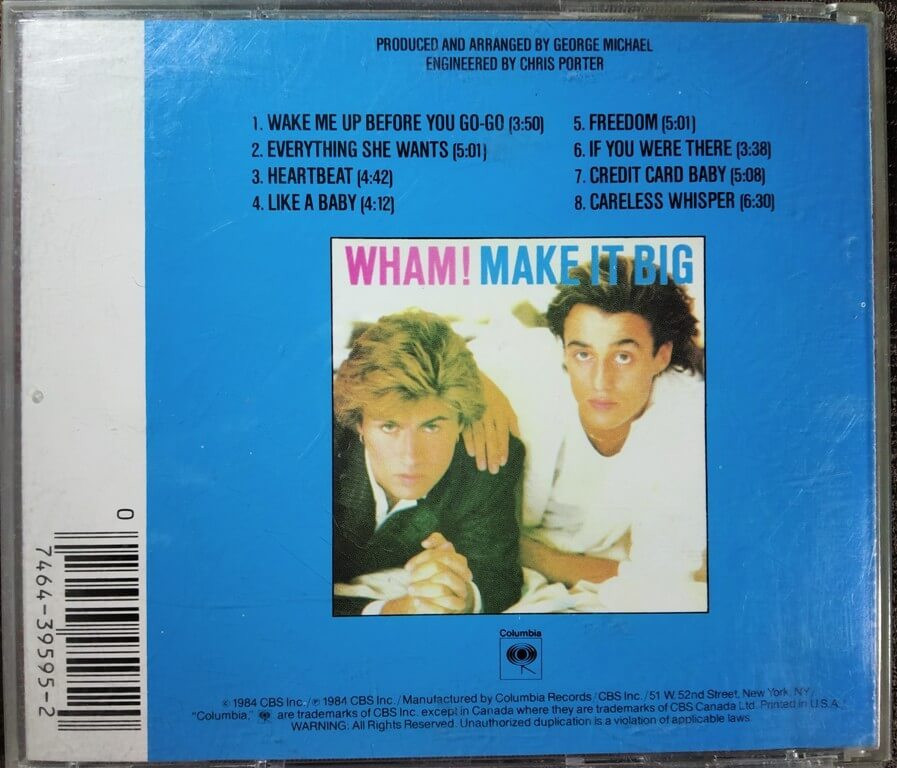 PRODUCED AND ARRANGED BY GEORGE MICHAEL
ENGINEERED BY CHRIS PORTER
1. WAKE ME UP BEFORE YOU GO-GO (3:50)
2. EVERYTHING SHE WANTS (5:01)
3. HEARTBEAT (4:42)
4. LIKE A BABY (4:12)
5. FREEDOM (5:01)
6. IF YOU WERE THERE (3:38)
7. CREDIT CARD BABY (5:08)
8. CARELESS WHISPER (6:30)
WHAM! MAKE IT BIG
0
7464-39595-2
Columbia
© 1984 CBS Inc./℗ 1984 CBS Inc./Manufactured by Columbia Records/CBS Inc./51 W. 52nd Street, New York, NY/
"Columbia," are trademarks of CBS Inc. except in Canada where they are trademarks of CBS Canada Ltd. Printed in U.S.A.
WARNING: All Rights Reserved. Unauthorized duplication is a violation of applicable laws.